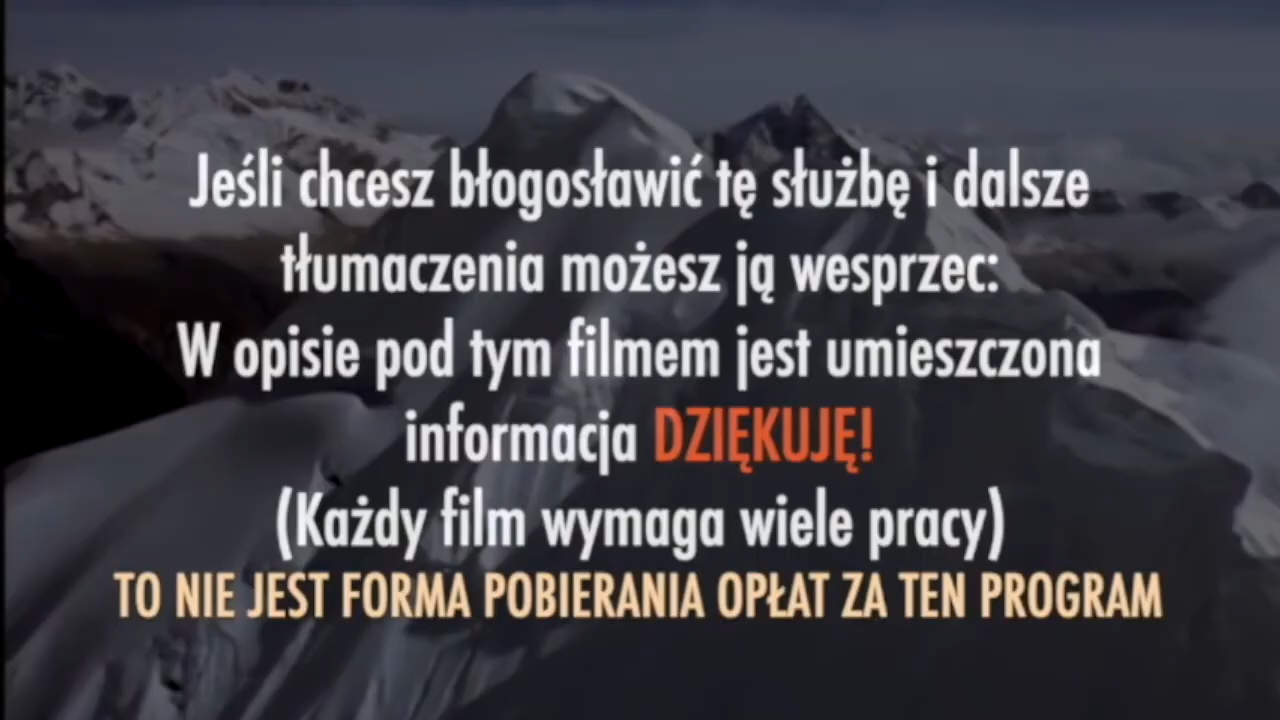 Jeśli chcesz błogosławić tę służbę i dalsze
tłumaczenia możesz ją wesprzec:
W opisie pod tym filmem jest umieszczona
informacja DZIĘKUJĘ!
(Każdy film wymaga wiele pracy)
TO NIE JEST FORMA POBIERANIA OPŁAT ZA TEN PROGRAM